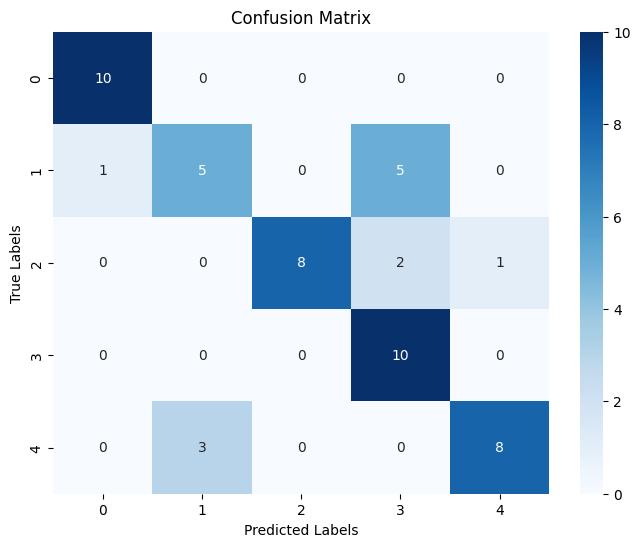 Confusion Matrix
True Labels
0 10 0 0 0 0
1 1 5 0 5 0
2 0 0 8 2 1
3 0 0 0 10 0
4 0 3 0 0 8
0 1 2 3 4
Predicted Labels
10
8
6
4
2
0